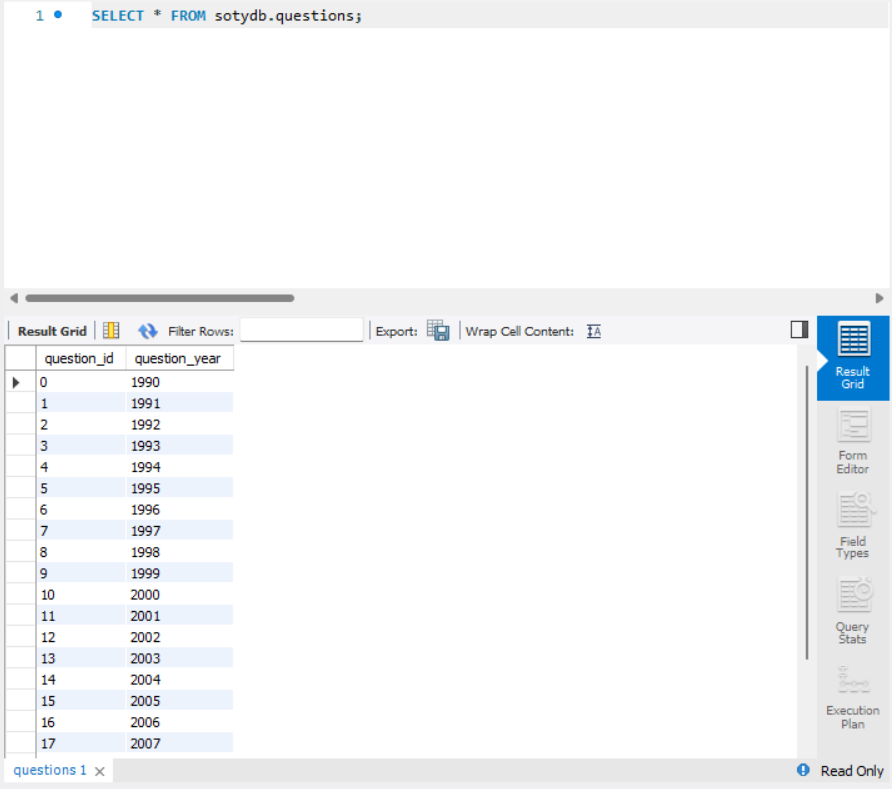 1 SELECT * FROM sotydb.questions;
Result Grid Filter Rows: Export: Wrap Cell Content: IA
question_id question_year
0 1990
1 1991
2 1992
3 1993
4 1994
5 1995
6 1996
7 1997
8 1998
9 1999
10 2000
11 2001
12 2002
13 2003
14 2004
15 2005
16 2006
17 2007
Result
Grid
Form
Editor
Field
Types
Query
Stats
Execution
Plan
questions 1 Read Only